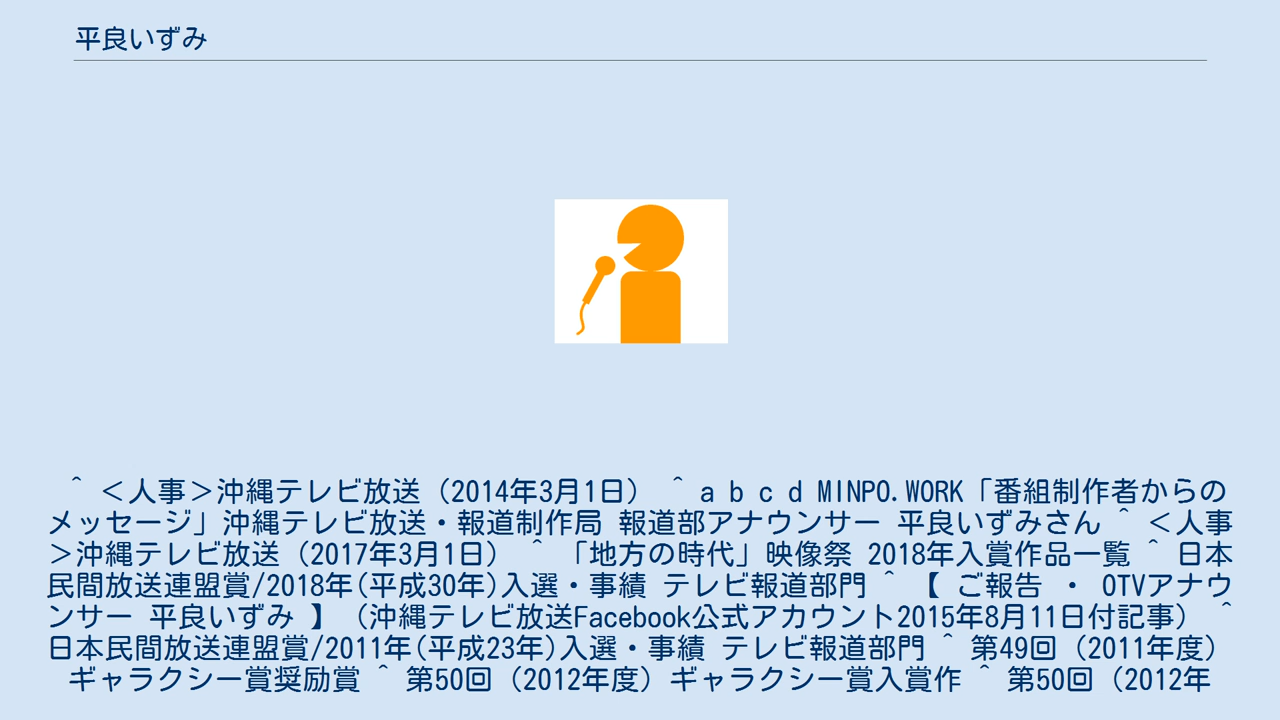 平良いずみ
^ ＜人事＞沖縄テレビ放送（2014年3月1日） ^ a b c d MINPO.WORK「番組制作者からの
メッセージ」沖縄テレビ放送・報道制作局 報道部アナウンサー 平良いずみさん ^ ＜人事
＞沖縄テレビ放送（2017年3月1日） ^ 「地方の時代」映像祭 2018年入賞作品一覧 ^ 日本
民間放送連盟賞/2018年(平成30年)入選・事績 テレビ報道部門 ^ 【 ご報告 ・ OTVアナウ
ンサー 平良いずみ 】（沖縄テレビ放送Facebook公式アカウント2015年8月11日付記事） ^
日本民間放送連盟賞/2011年(平成23年)入選・事績 テレビ報道部門 ^ 第49回（2011年度）
ギャラクシー賞奨励賞 ^ 第50回（2012年度）ギャラクシー賞入賞作 ^ 第50回（2012年